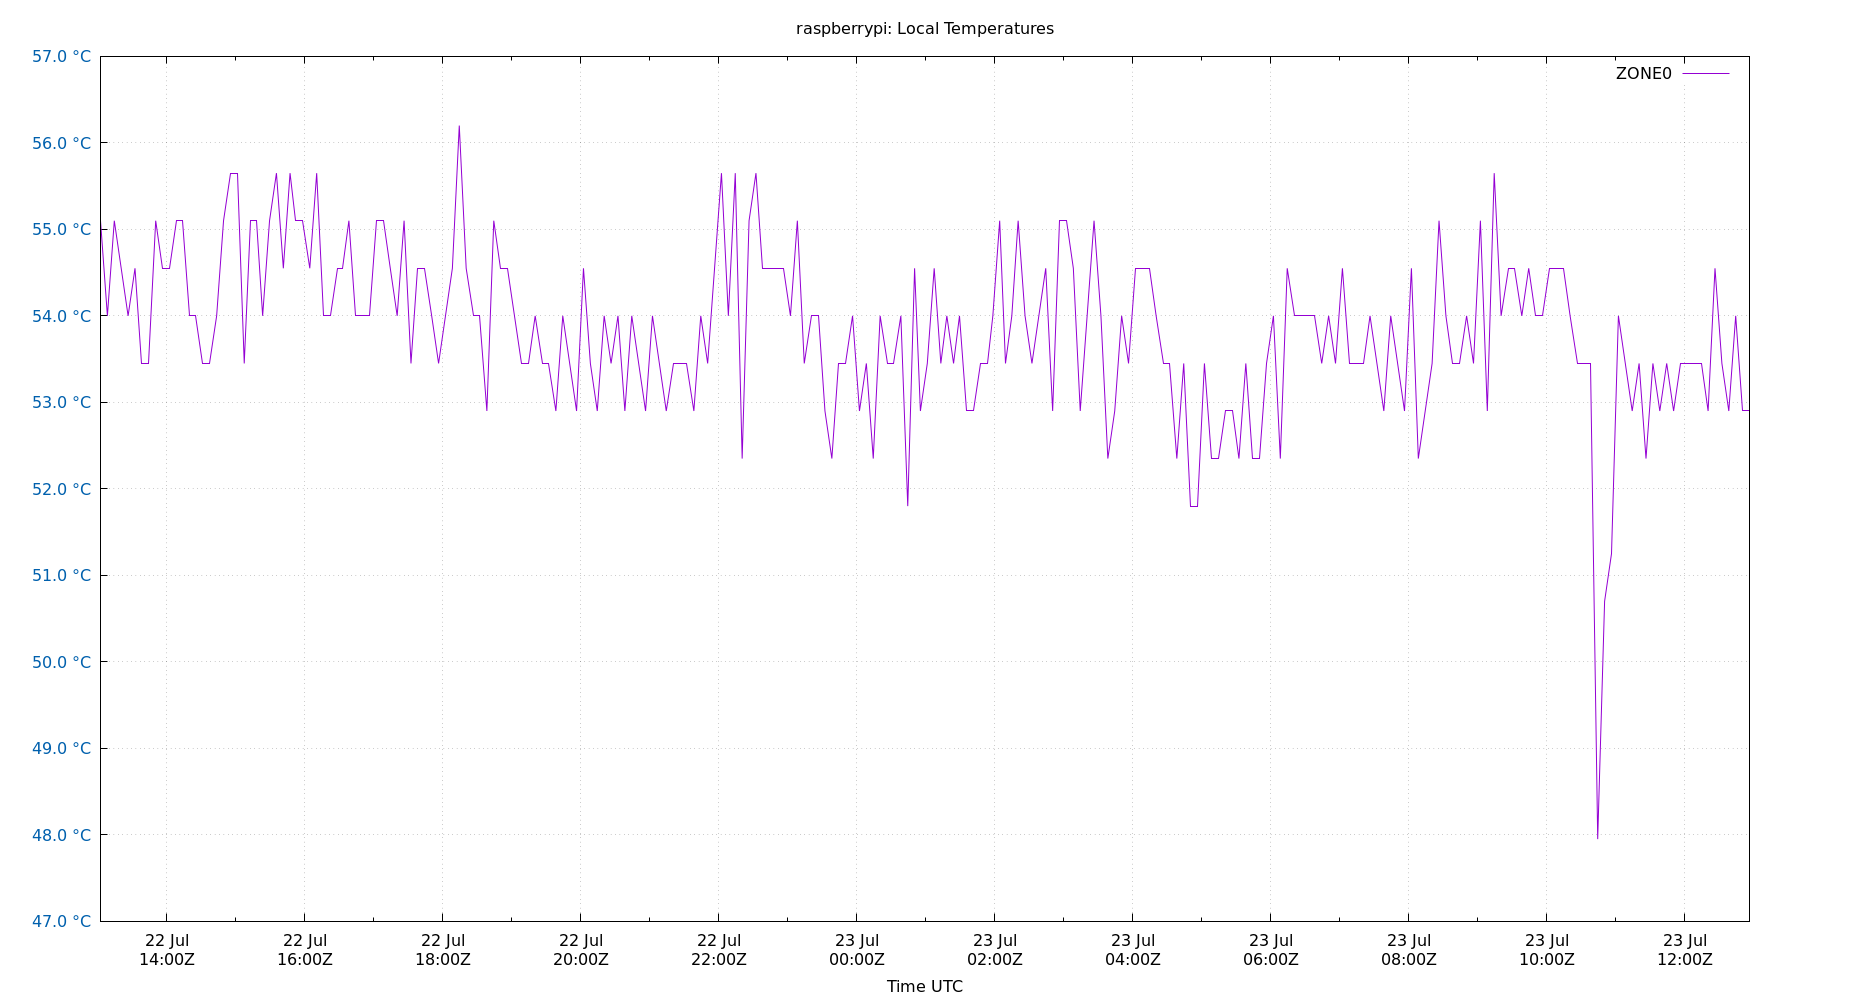 raspberrypi: Local Temperatures
57.0 °C
ZONE0
56.0 °C
55.0 °C
54.0 °C
53.0 °C
52.0 °C
51.0 °C
50.0 °C
49.0 °C
48.0 °C
47.0 °C
22 Jul 22 Jul 22 Jul 22 Jul 22 Jul 23 Jul 23 Jul 23 Jul 23 Jul 23 Jul 23 Jul 23 Jul
14:00Z 16:00Z 18:00Z 20:00Z 22:00Z 00:00Z 02:00Z 04:00Z 06:00Z 08:00Z 10:00Z 12:00Z
Time UTC